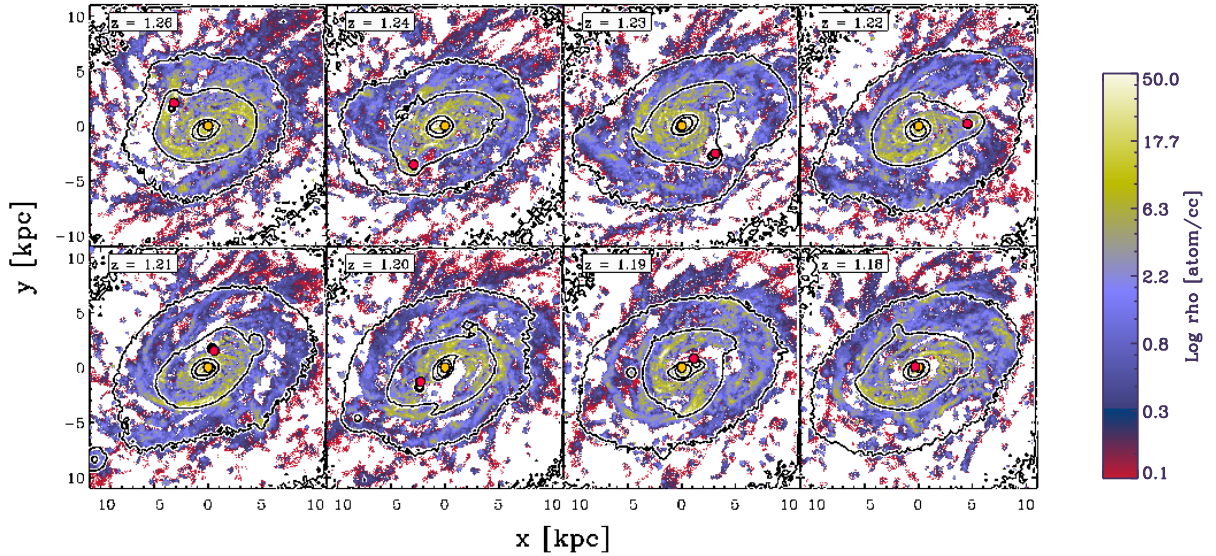 z = 1.26 z = 1.24 z = 1.23 z = 1.22
10
5
0
-5
-10
z = 1.21 z = 1.20 z = 1.19 z = 1.18
10
5
0
-5
10
10 5 0 5 10 10 5 0 5 10 10 5 0 5 10 10 5 0 5 10
x [kpc]
y [kpc]
50.0
17.7
6.3
2.2
0.8
0.3
0.1
Log rho [atom/cc]